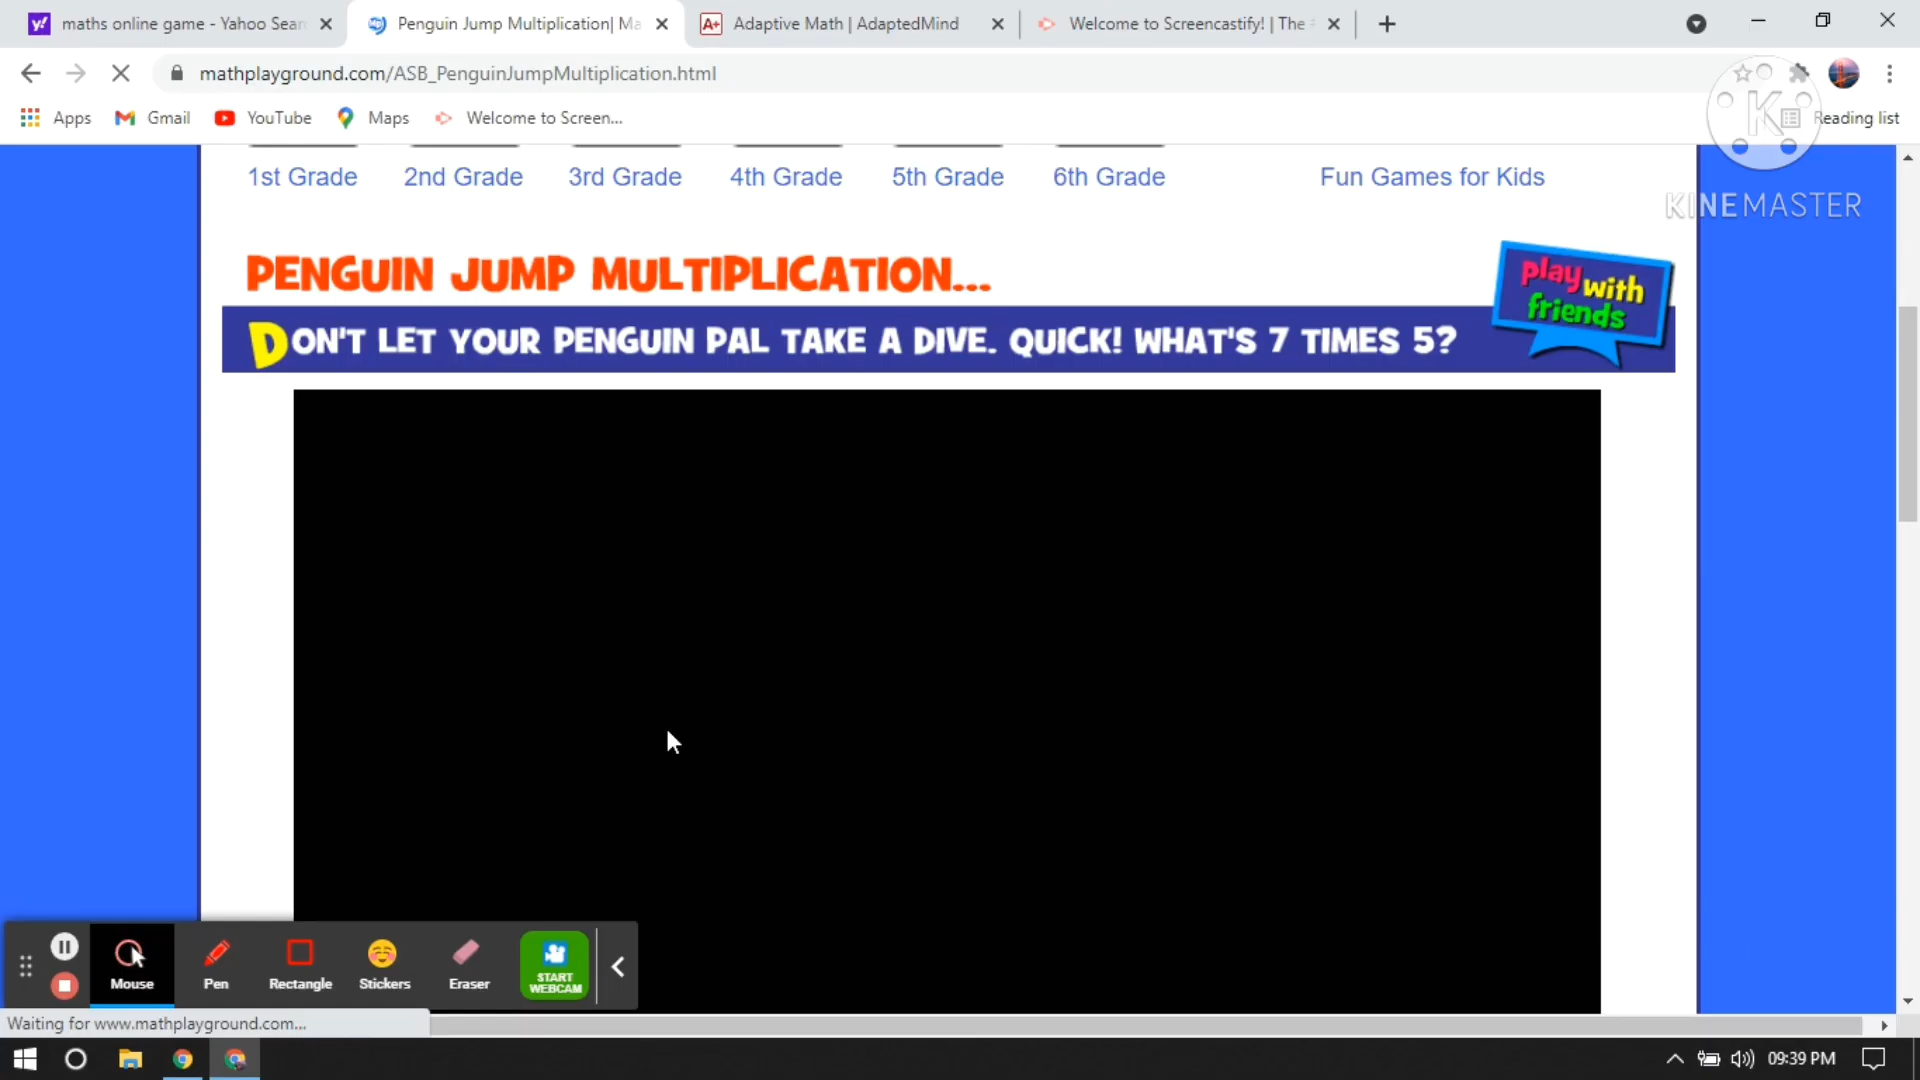 maths online game - Yahoo Sear
Penguin Jump Multiplication| Ma
A+ Adaptive Math | AdaptedMind
Welcome to Screencastify! | The
mathplayground.com/ASB_PenguinJumpMultiplication.html
Apps Gmail YouTube Maps Welcome to Screen... Reading list
K
KINEMASTER
1st Grade 2nd Grade 3rd Grade 4th Grade 5th Grade 6th Grade Fun Games for Kids
PENGUIN JUMP MULTIPLICATION...
play with
friends
DON'T LET YOUR PENGUIN PAL TAKE A DIVE. QUICK! WHAT'S 7 TIMES 5?
Mouse Pen Rectangle Stickers Eraser START
WEBCAM
Waiting for www.mathplayground.com...
09:39 PM